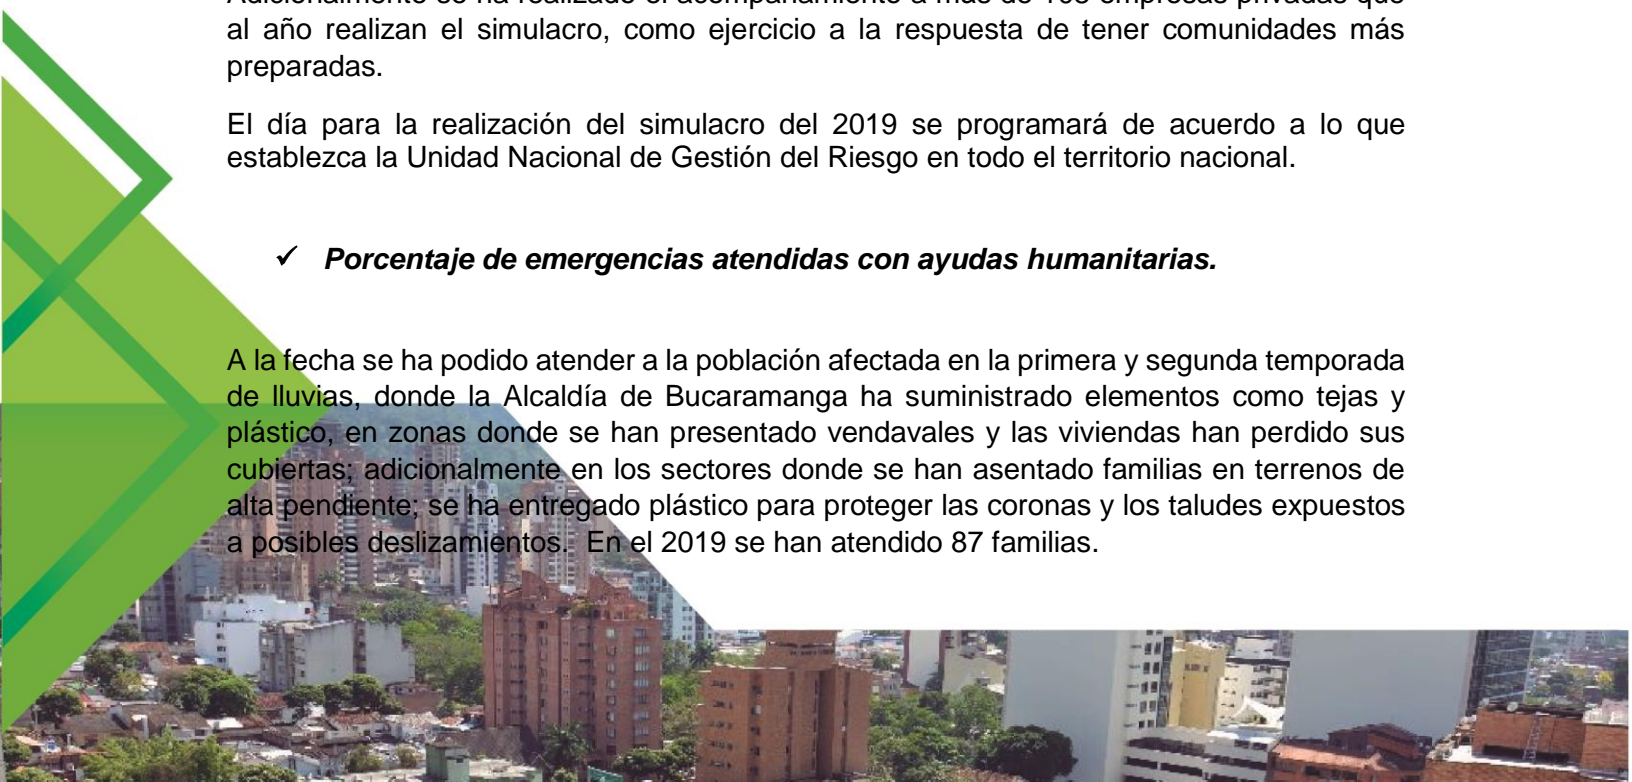 al año realizan el simulacro, como ejercicio a la respuesta de tener comunidades más
preparadas.
El día para la realización del simulacro del 2019 se programará de acuerdo a lo que
establezca la Unidad Nacional de Gestión del Riesgo en todo el territorio nacional.
✓ Porcentaje de emergencias atendidas con ayudas humanitarias.
A la fecha se ha podido atender a la población afectada en la primera y segunda temporada
de lluvias, donde la Alcaldía de Bucaramanga ha suministrado elementos como tejas y
plástico, en zonas donde se han presentado vendavales y las viviendas han perdido sus
cubiertas; adicionalmente en los sectores donde se han asentado familias en terrenos de
alta pendiente; se ha entregado plástico para proteger las coronas y los taludes expuestos
a posibles deslizamientos.  En el 2019 se han atendido 87 familias.